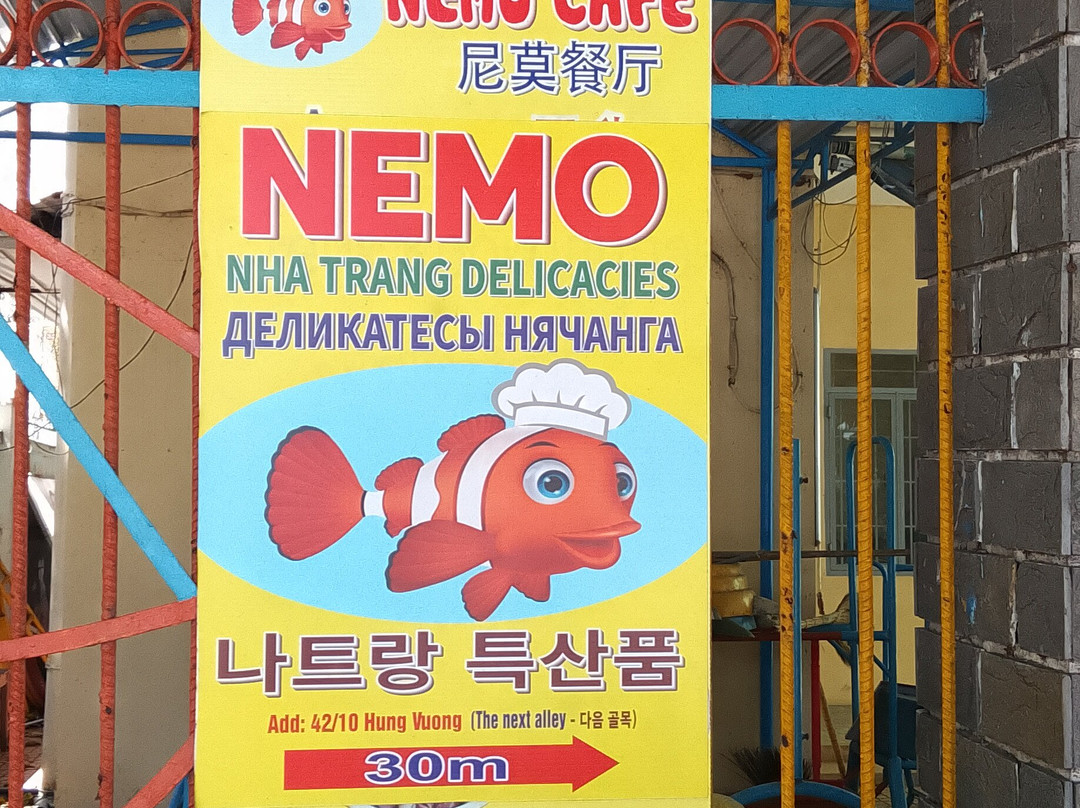 NEMO CAFE
尼莫餐厅
NEMO
NHA TRANG DELICACIES
ДЕЛИКАТЕСЫ НЯЧАНГА
나트랑 특산품
Add: 42/10 Hung Vuong (The next alley - 다음 골목)
30m